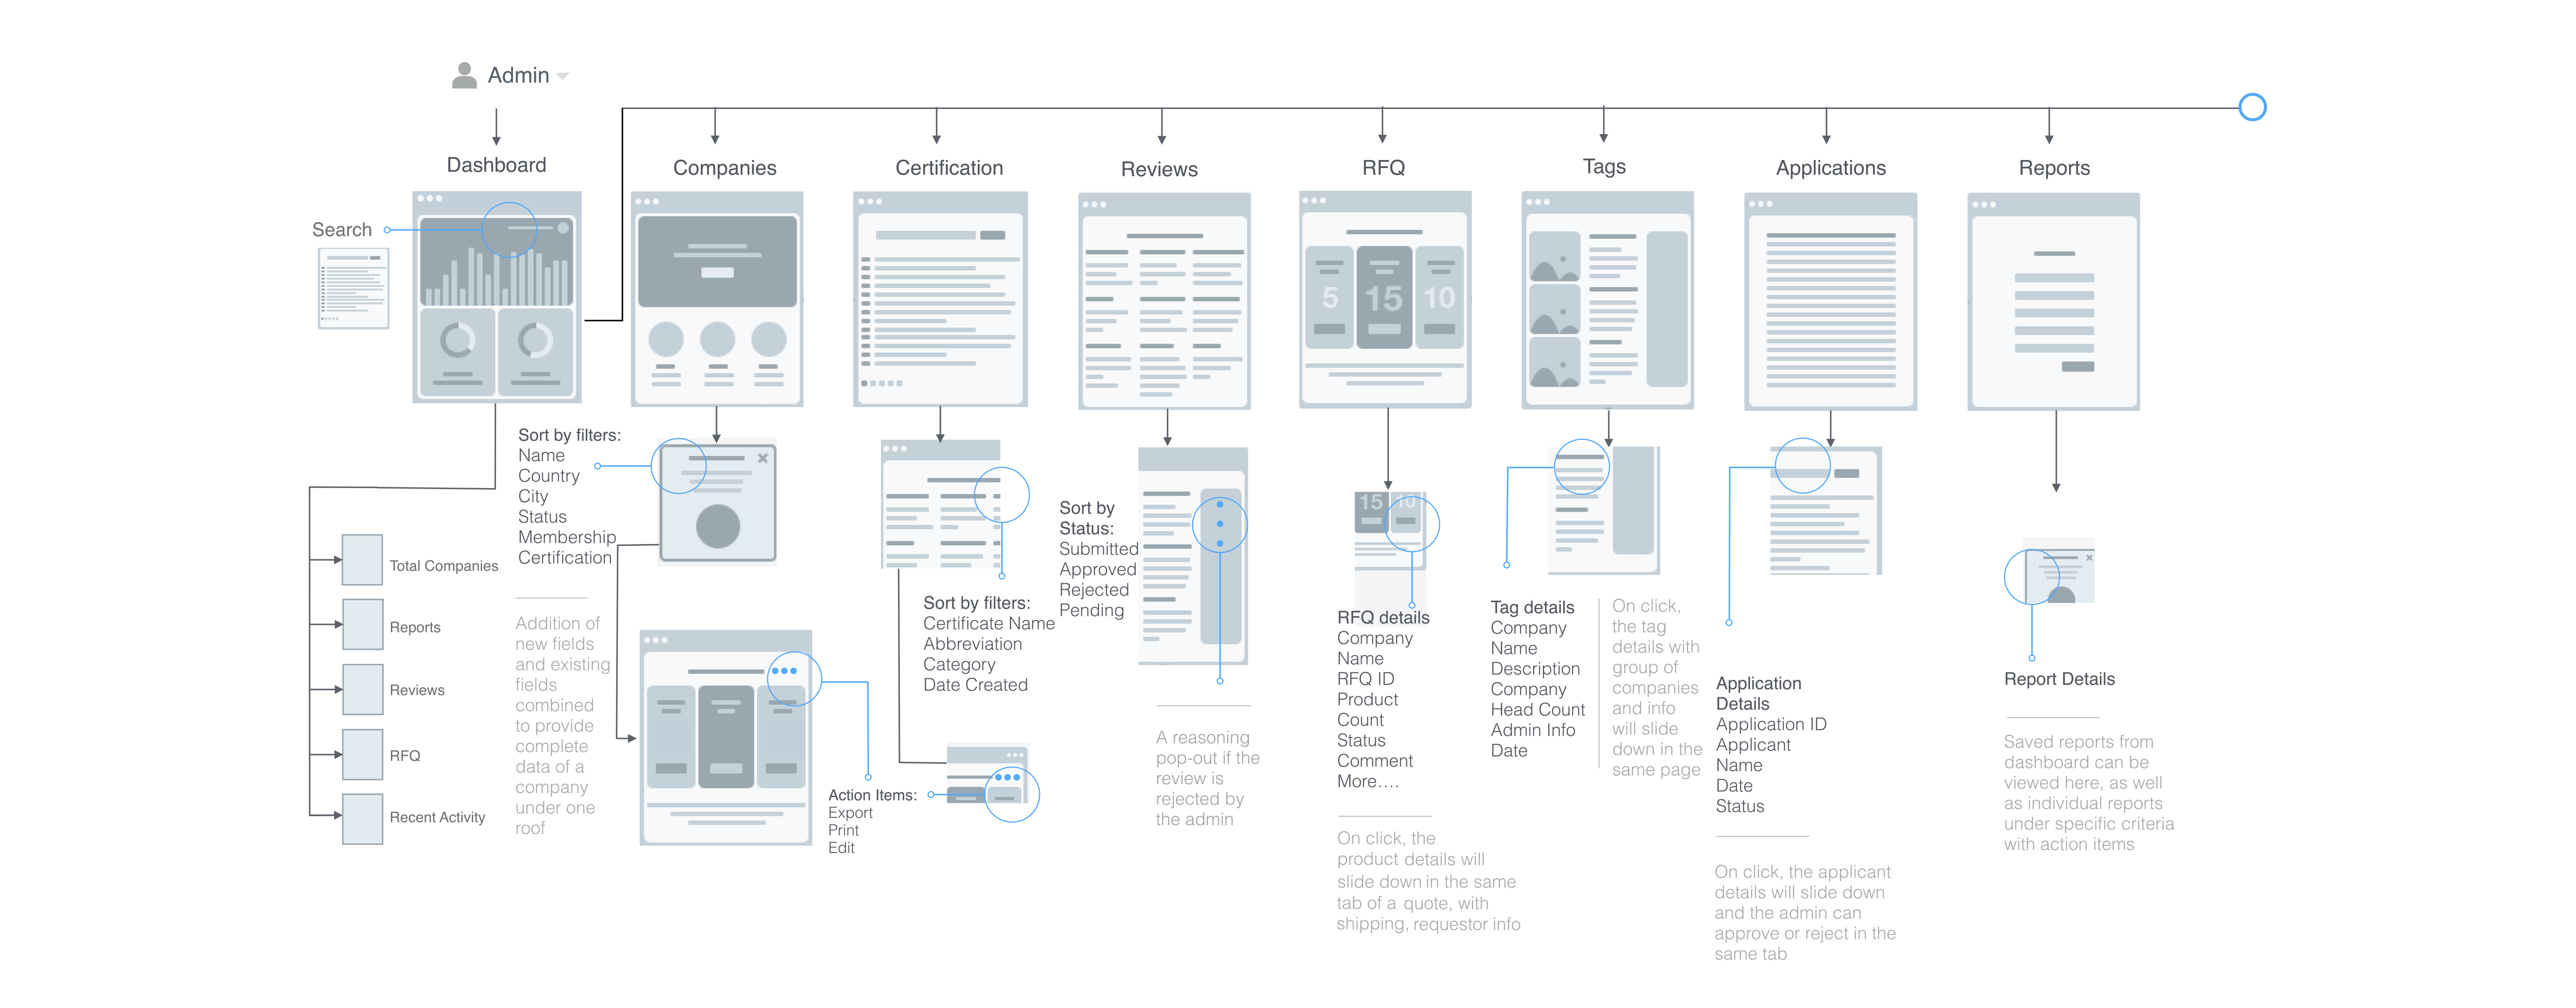 Admin
Dashboard
Companies
Certification
Reviews
RFQ
Tags
Applications
Reports
Search
5
15
10
Total Companies
Reports
Reviews
RFQ
Recent Activity
Sort by filters:
Name
Country
City
Status
Membership
Certification
Addition of
new fields
and existing
fields
combined
to provide
complete
data of a
company
under one
roof
Action Items:
Export
Print
Edit
Sort by filters:
Certificate Name
Abbreviation
Category
Date Created
Sort by
Status:
Submitted
Approved
Rejected
Pending
A reasoning
pop-out if the
review is
rejected by
the admin
15
10
RFQ details
Company
Name
RFQ ID
Product
Count
Status
Comment
More....
On click, the
product details will
slide down in the same
tab of a quote, with
shipping, requestor info
Tag details
Company
Name
Description
Company
Head Count
Admin Info
Date
On click,
the tag
details with
group of
companies
and info
will slide
down in the
same page
Application
Details
Application ID
Applicant
Name
Date
Status
On click, the applicant
details will slide down
and the admin can
approve or reject in the
same tab
Report Details
Saved reports from
dashboard can be
viewed here, as well
as individual reports
under specific criteria
with action items